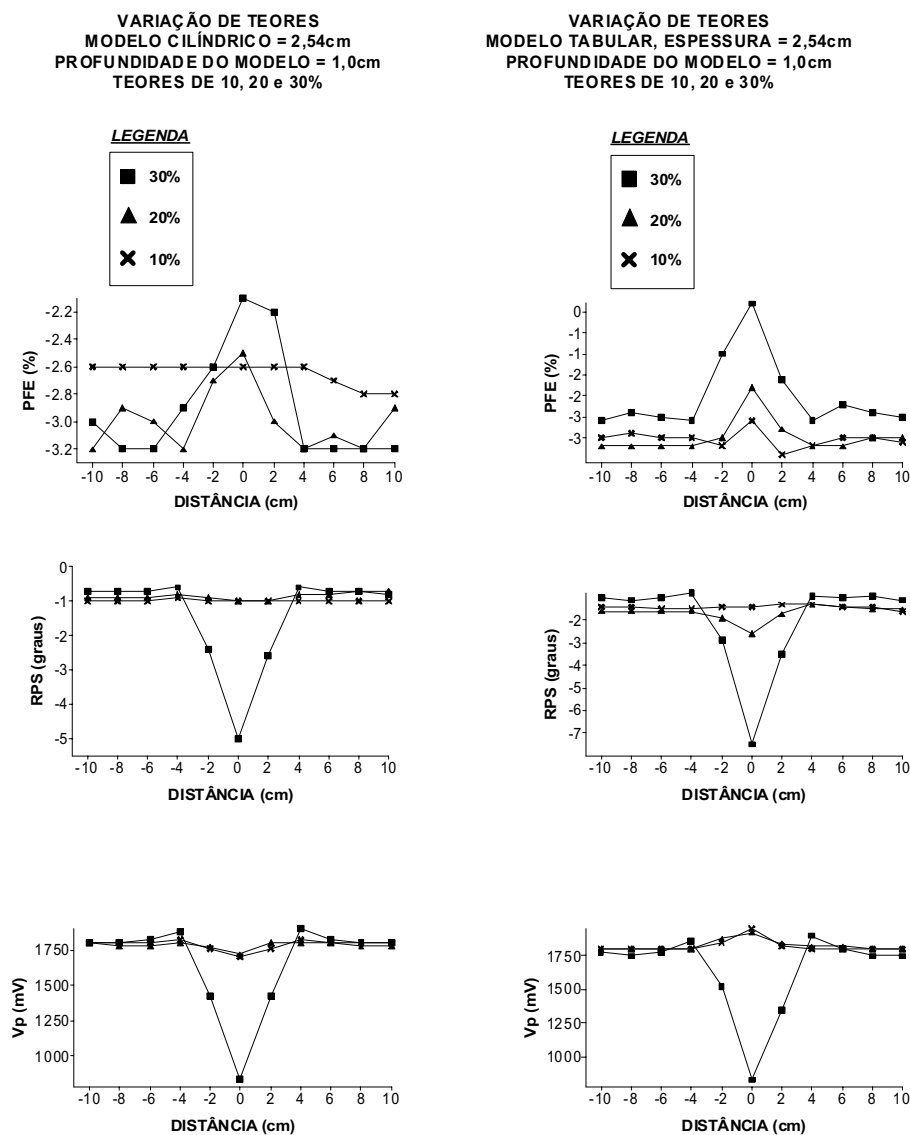 VARIAÇÃO DE TEORES
MODELO CILÍNDRICO = 2,54cm
PROFUNDIDADE DO MODELO = 1,0cm
TEORES DE 10, 20 e 30%
LEGENDA
30%
20%
10%
-2.2
-2.4
-2.6
-2.8
-3.0
-3.2
PFE (%)
-10 -8 -6 -4 -2 0 2 4 6 8 10
DISTÂNCIA (cm)
0
-1
-2
-3
-4
-5
RPS (graus)
-10 -8 -6 -4 -2 0 2 4 6 8 10
DISTÂNCIA (cm)
1750
1500
1250
1000
Vp (mV)
-10 -8 -6 -4 -2 0 2 4 6 8 10
DISTÂNCIA (cm)
VARIAÇÃO DE TEORES
MODELO TABULAR, ESPESSURA = 2,54cm
PROFUNDIDADE DO MODELO = 1,0cm
TEORES DE 10, 20 e 30%
LEGENDA
30%
20%
10%
0
-1
-1
-2
-2
-3
-3
PFE (%)
-10 -8 -6 -4 -2 0 2 4 6 8 10
DISTÂNCIA (cm)
-2
-3
-4
-5
-6
-7
RPS (graus)
-10 -8 -6 -4 -2 0 2 4 6 8 10
DISTÂNCIA (cm)
1750
1500
1250
1000
Vp (mV)
-10 -8 -6 -4 -2 0 2 4 6 8 10
DISTÂNCIA (cm)